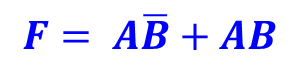 F = AB̅ + AB